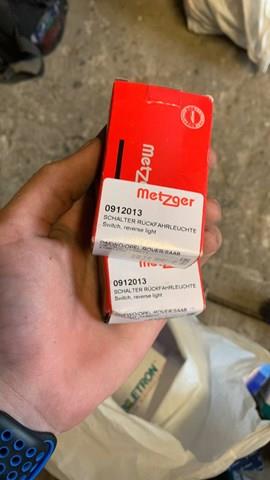 Metzger
0912013
SCHALTER RÜCKFAHRLEUCHTE
Switch, reverse light
DAEWOO/OPEL/ROVER/SAAB
0912013
SCHALTER RÜCKFAHRLEUCHTE
Switch, reverse light
DAEWOO/OPEL/ROVER/SAAB
LETRON